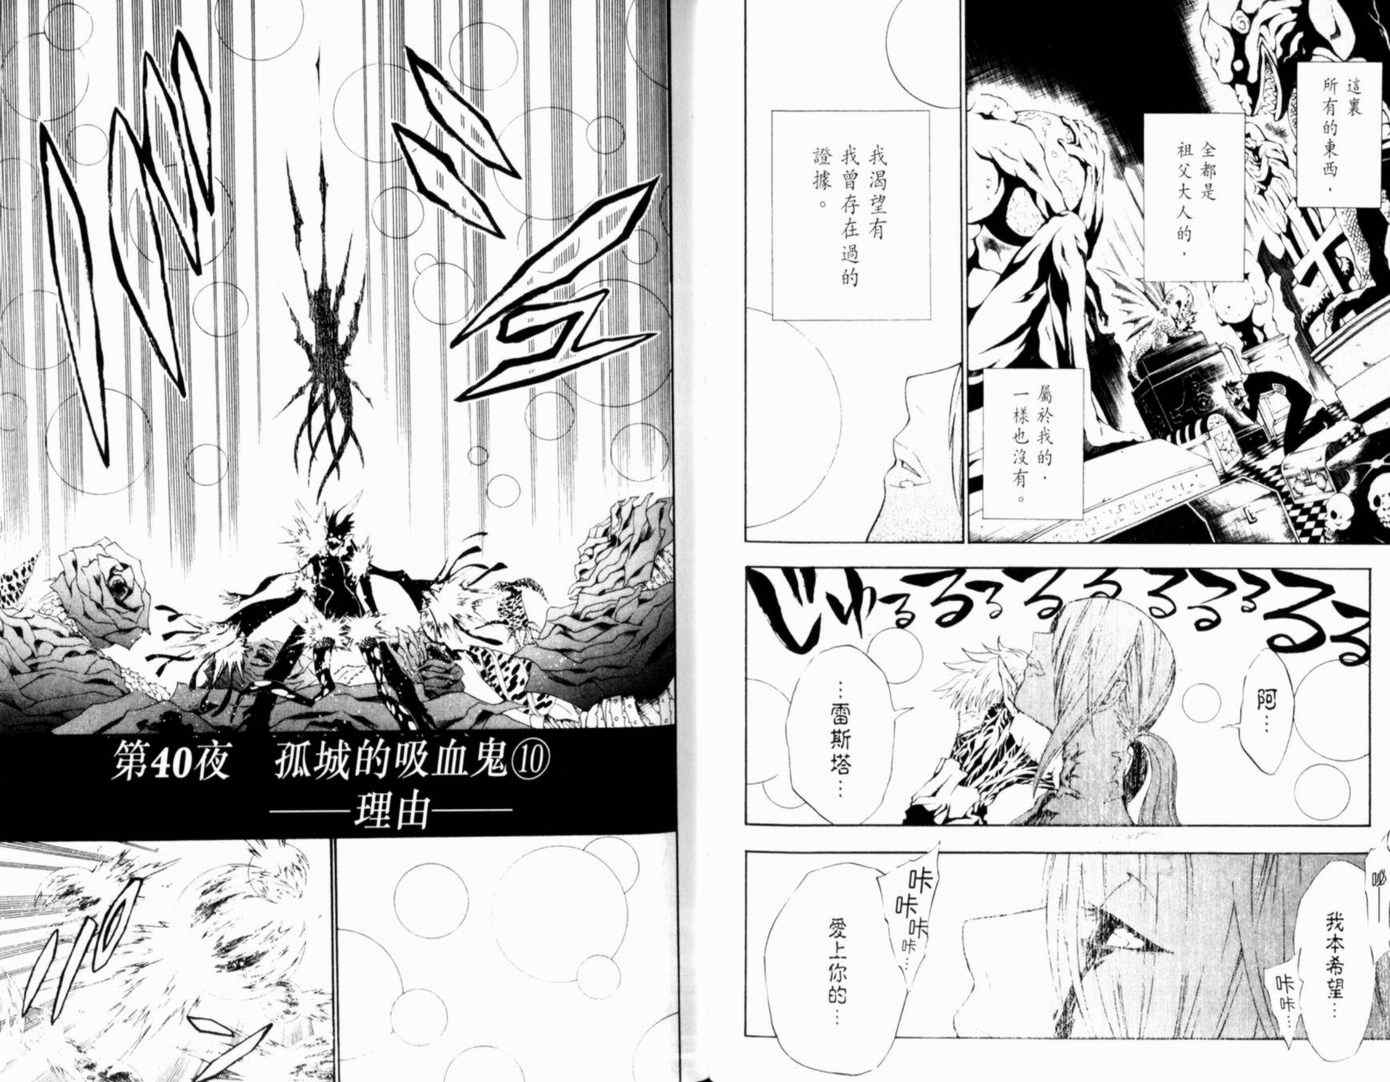 這裏
所有的東西，
全都是
祖父大人的，
屬於我的，
一樣也沒有。
我渴望有
我曾存在過的
證據。
じゅるるるるるるるるる
阿…
…雷斯塔…
我本希望…
咔
咔…
咔
咔
咔
咔…
愛上你的…
第40夜　孤城的吸血鬼⑩
——理由——